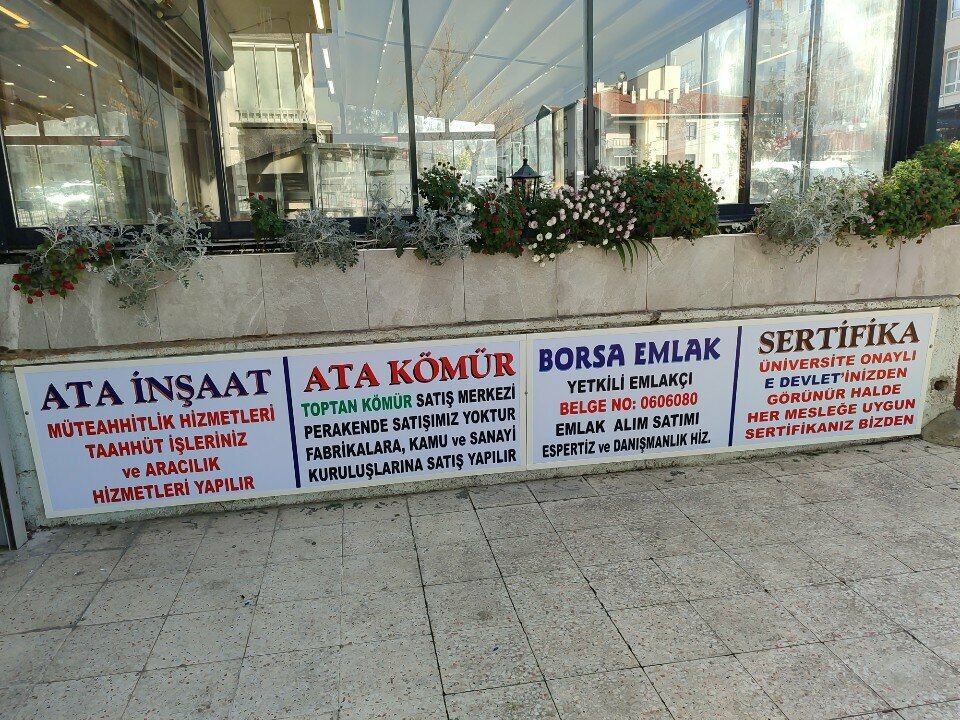 ATA İNŞAAT
MÜTEAHHİTLİK HİZMETLERİ
TAAHHÜT İŞLERİNİZ
ve ARACILIK
HİZMETLERİ YAPILIR
ATA KÖMÜR
TOPTAN KÖMÜR SATIŞ MERKEZİ
PERAKENDE SATIŞIMIZ YOKTUR
FABRİKALARA, KAMU ve SANAYİ
KURULUŞLARINA SATIŞ YAPILIR
BORSA EMLAK
YETKİLİ EMLAKÇI
BELGE NO: 0606080
EMLAK ALIM SATIMI
ESPERTİZ ve DANIŞMANLIK HİZ.
SERTİFİKA
ÜNİVERSİTE ONAYLI
E DEVLET'İNİZDEN
GÖRÜNÜR HALDE
HER MESLEĞE UYGUN
SERTİFİKANIZ BİZDEN